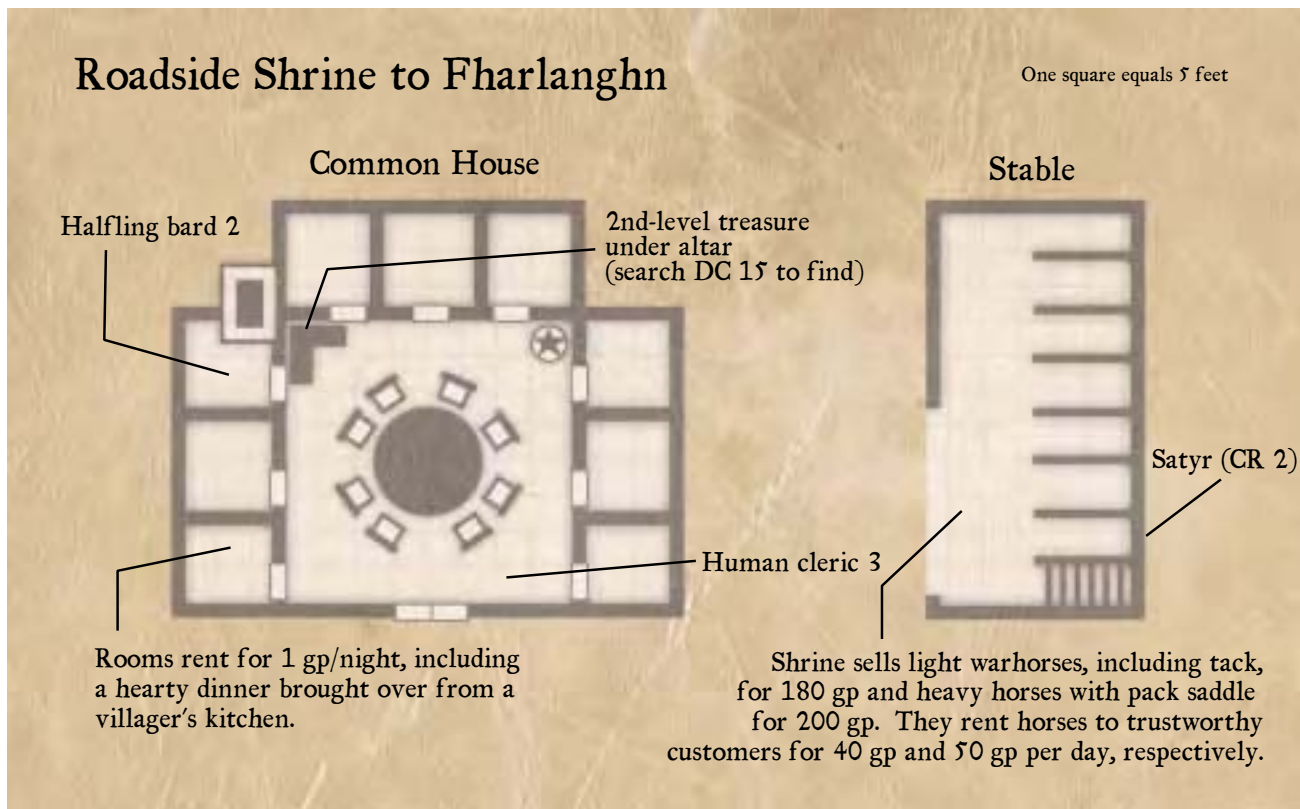 Roadside Shrine to Fharlanghn
One square equals 5 feet
Common House
Stable
Halfling bard 2
2nd-level treasure
under altar
(search DC 15 to find)
Satyr (CR 2)
Human cleric 3
Rooms rent for 1 gp/night, including
a hearty dinner brought over from a
villager's kitchen.
Shrine sells light warhorses, including tack,
for 180 gp and heavy horses with pack saddle
for 200 gp. They rent horses to trustworthy
customers for 40 gp and 50 gp per day, respectively.